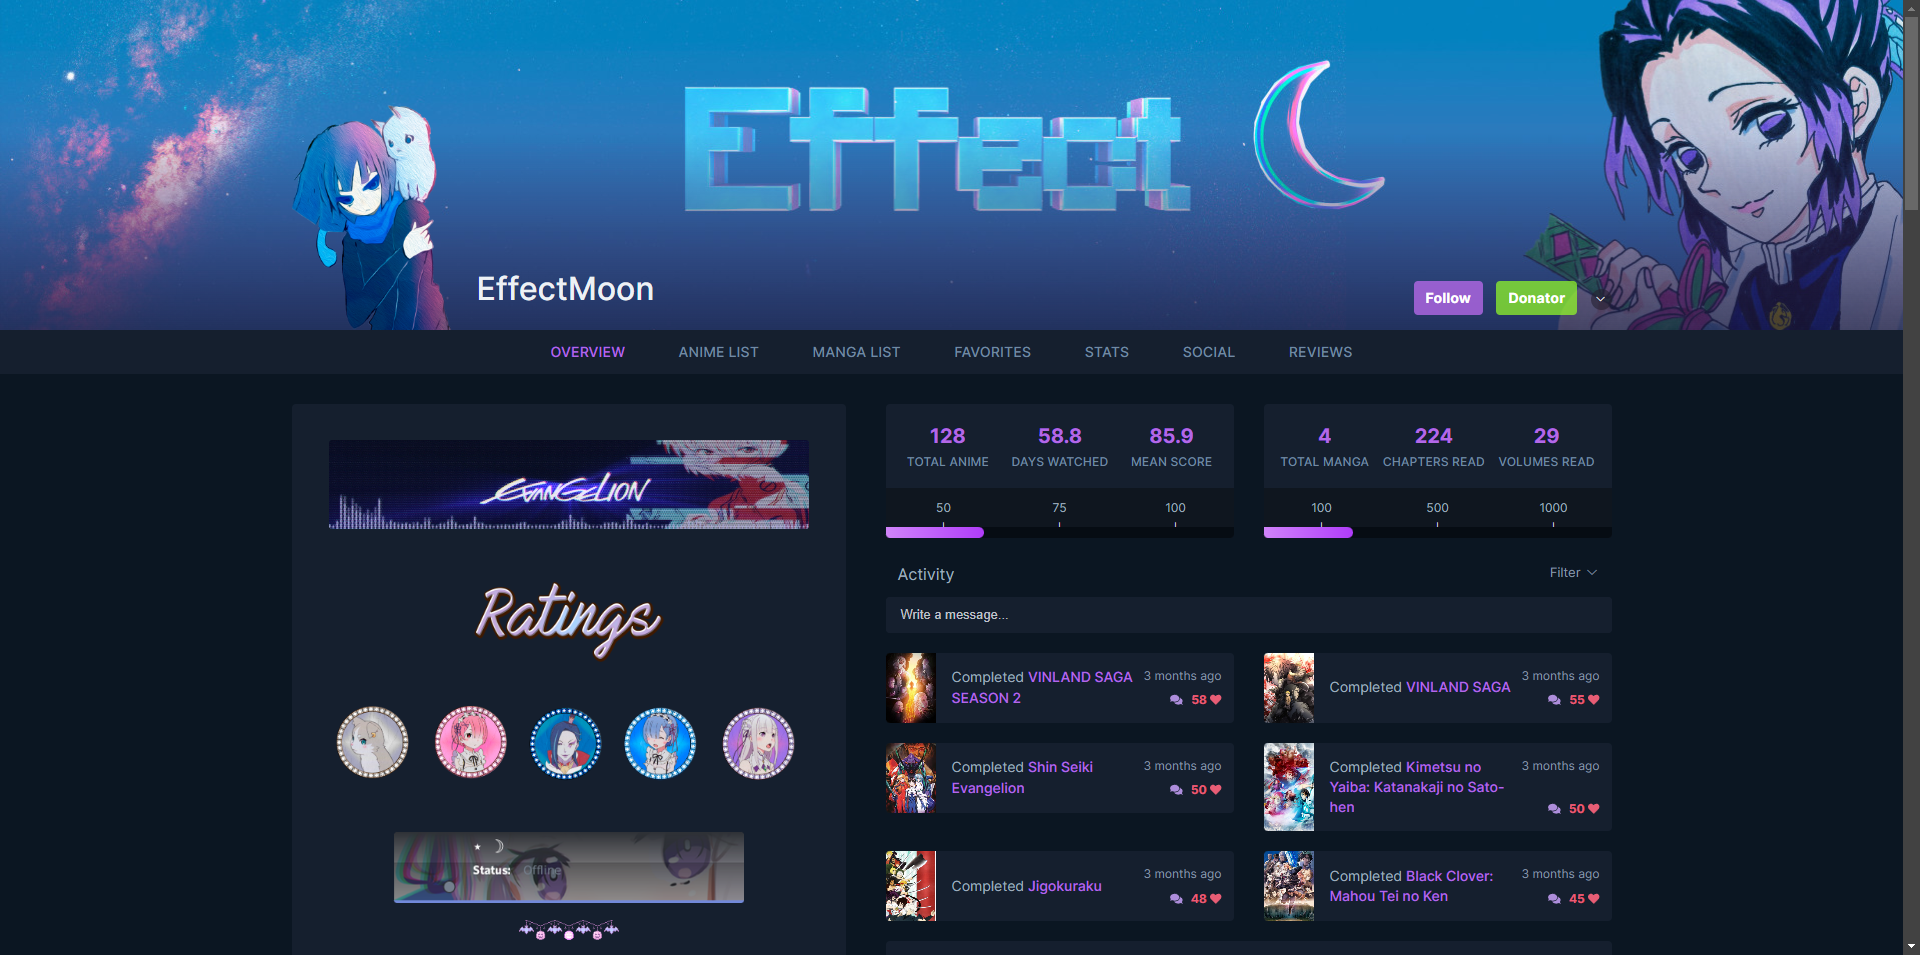 Effect
EffectMoon
Follow
Donator
OVERVIEW
ANIME LIST
MANGA LIST
FAVORITES
STATS
SOCIAL
REVIEWS
EVANGELION
Ratings
Status: Offline
128
TOTAL ANIME
58.8
DAYS WATCHED
85.9
MEAN SCORE
50
75
100
4
TOTAL MANGA
224
CHAPTERS READ
29
VOLUMES READ
100
500
1000
Activity
Filter
Write a message...
Completed VINLAND SAGA
SEASON 2
3 months ago
58
Completed VINLAND SAGA
3 months ago
55
Completed Shin Seiki
Evangelion
3 months ago
50
Completed Kimetsu no
Yaiba: Katanakaji no Sato-
hen
3 months ago
50
Completed Jigokuraku
3 months ago
48
Completed Black Clover:
Mahou Tei no Ken
3 months ago
45